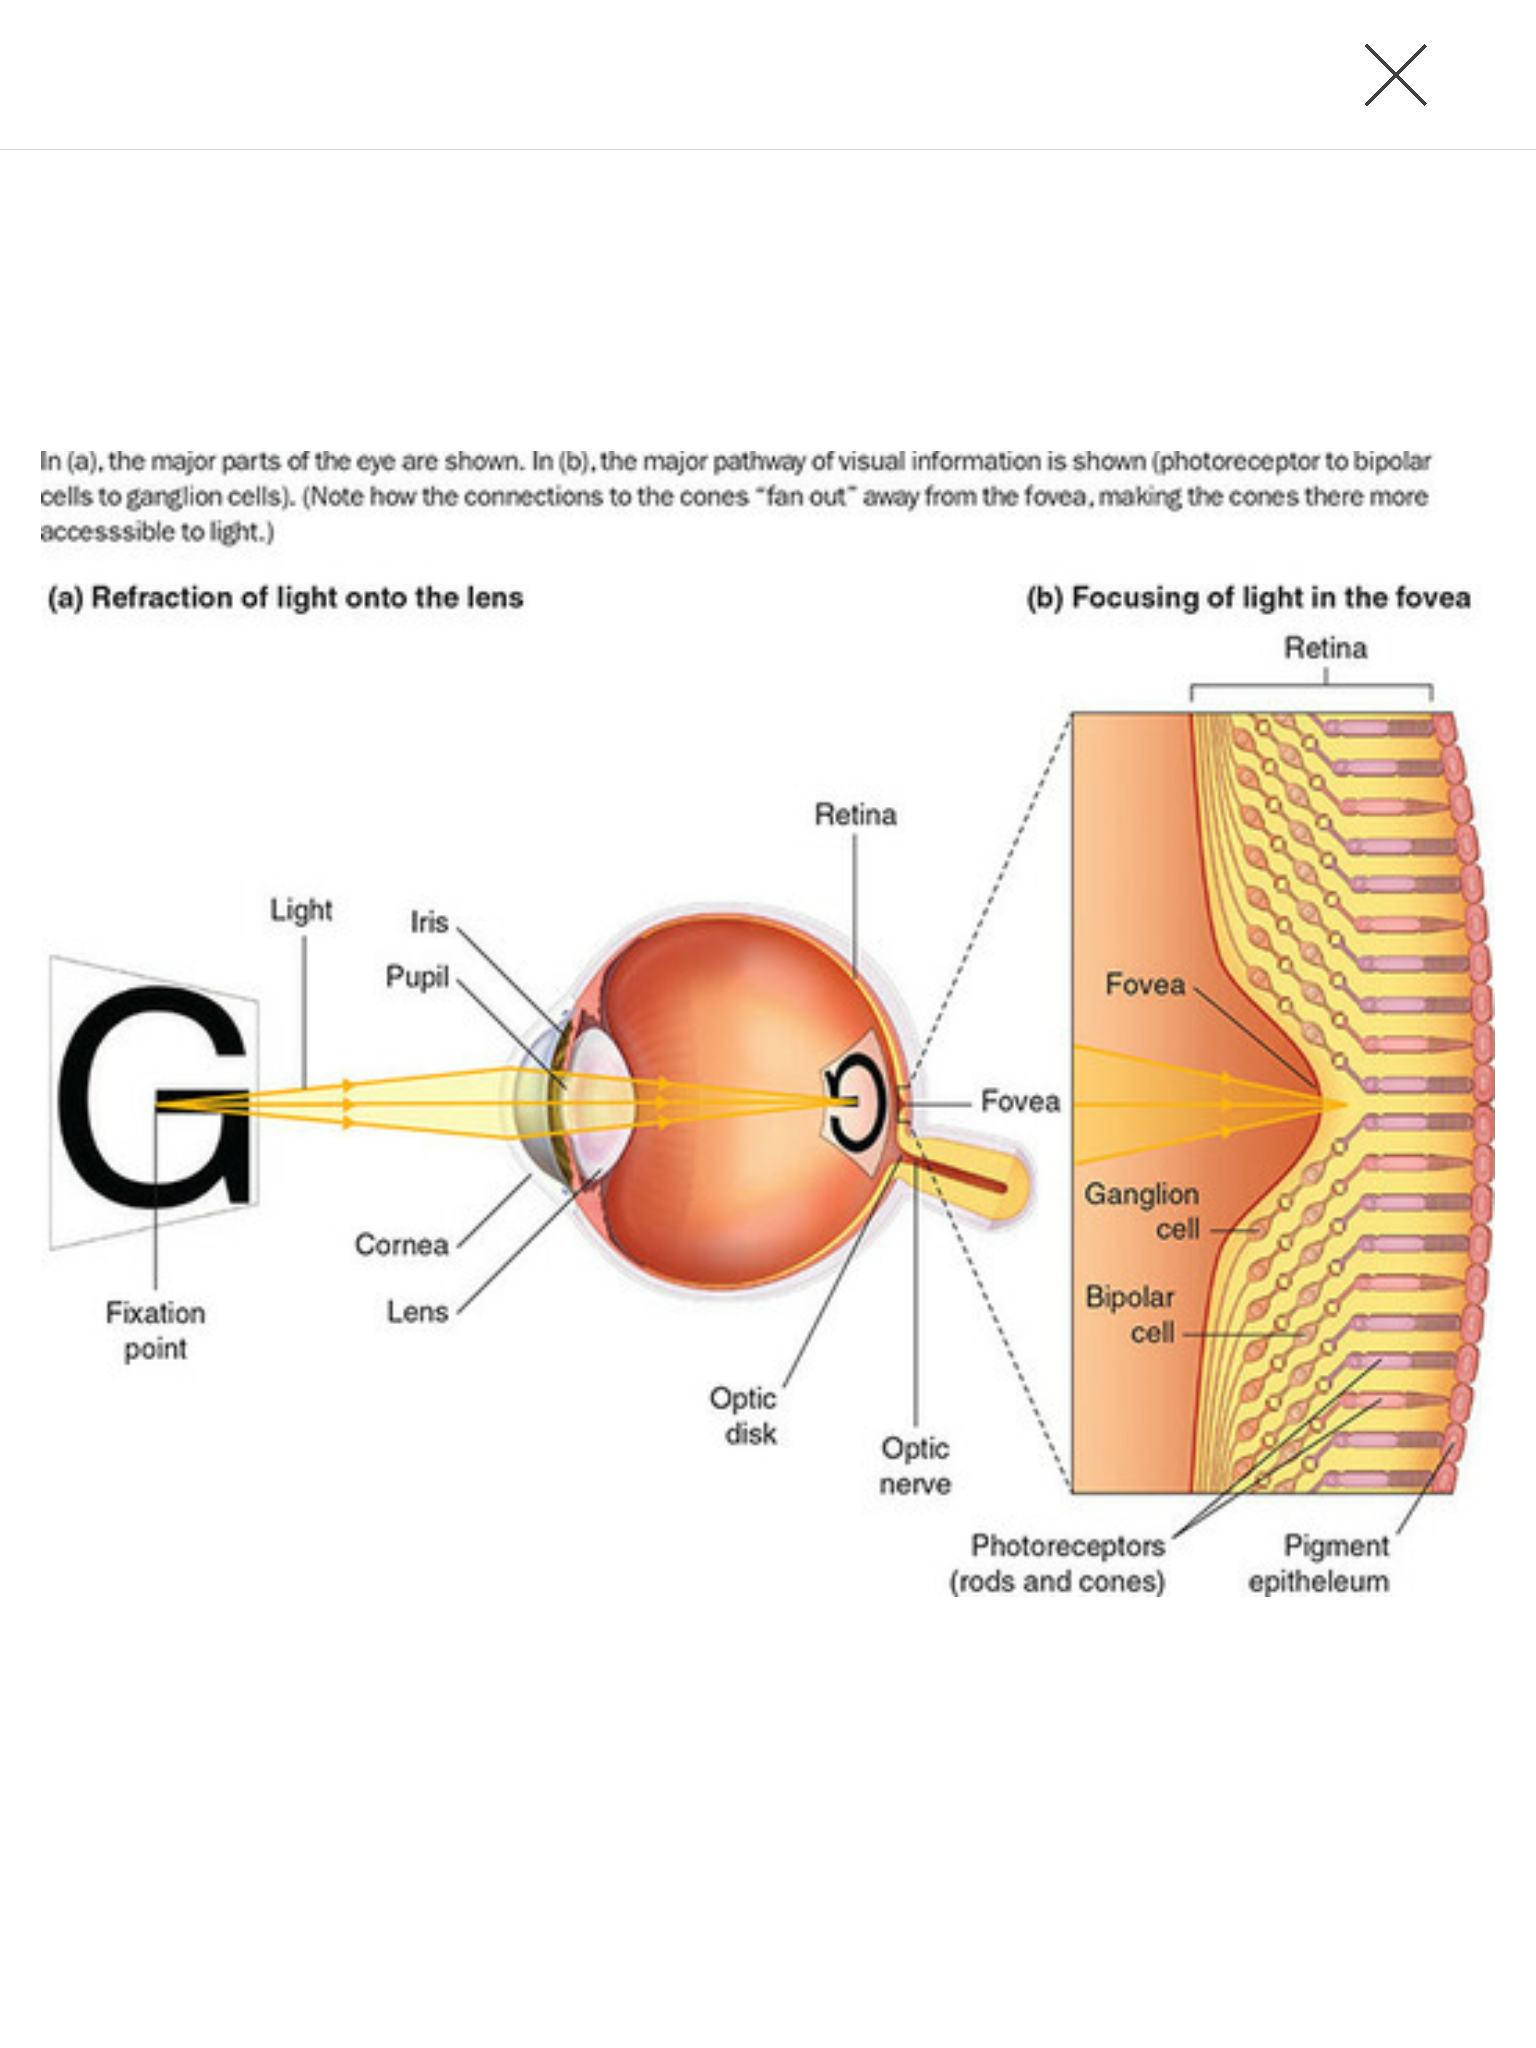 In (a), the major parts of the eye are shown. In (b), the major pathway of visual information is shown (photoreceptor to bipolar
cells to ganglion cells). (Note how the connections to the cones “fan out” away from the fovea, making the cones there more
accesssible to light.)
(a) Refraction of light onto the lens
(b) Focusing of light in the fovea
Retina
Retina
Light
Iris
Pupil
G
Fovea
Fovea
Ganglion
cell
Cornea
Bipolar
cell
Lens
Fixation
point
Optic
disk
Optic
nerve
Photoreceptors
(rods and cones)
Pigment
epitheleum